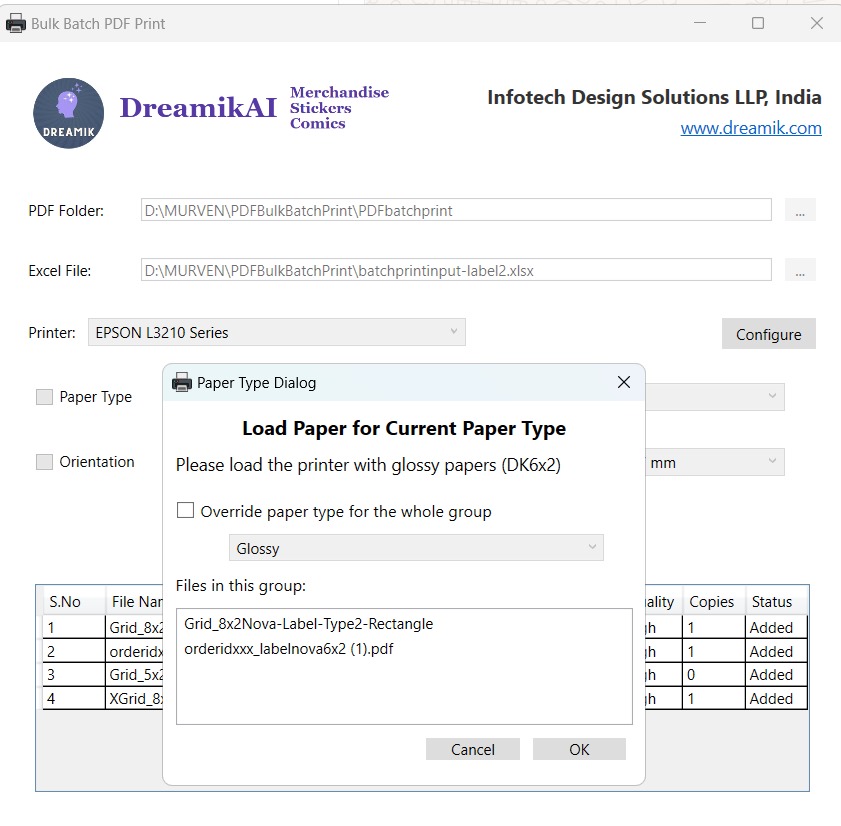 Bulk Batch PDF Print
DREAMIK
DreamikAI
Merchandise
Stickers
Comics
Infotech Design Solutions LLP, India
www.dreamik.com
PDF Folder:
D:\MURVEN\PDFBulkBatchPrint\PDFbatchprint
...
Excel File:
D:\MURVEN\PDFBulkBatchPrint\batchprintinput-label2.xlsx
...
Printer:
EPSON L3210 Series
Configure
Paper Type
Orientation
mm
Paper Type Dialog
Load Paper for Current Paper Type
Please load the printer with glossy papers (DK6x2)
Override paper type for the whole group
Glossy
Files in this group:
Grid_8x2Nova-Label-Type2-Rectangle
orderidxxx_labelnova6x2 (1).pdf
Cancel OK
S.No File Nar ality Copies Status
1 Grid_8x2 gh 1 Added
2 orderidx gh 1 Added
3 Grid_5x2 gh 0 Added
4 XGrid_8x gh 1 Added